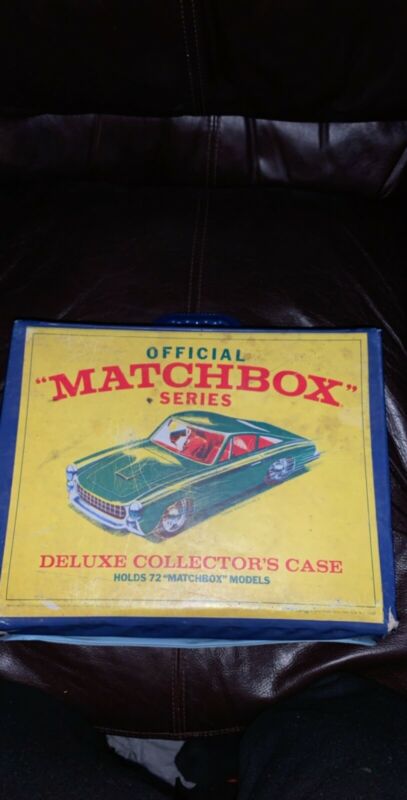 OFFICIAL
"MATCHBOX"
SERIES
DELUXE COLLECTOR'S CASE
HOLDS 72 "MATCHBOX" MODELS